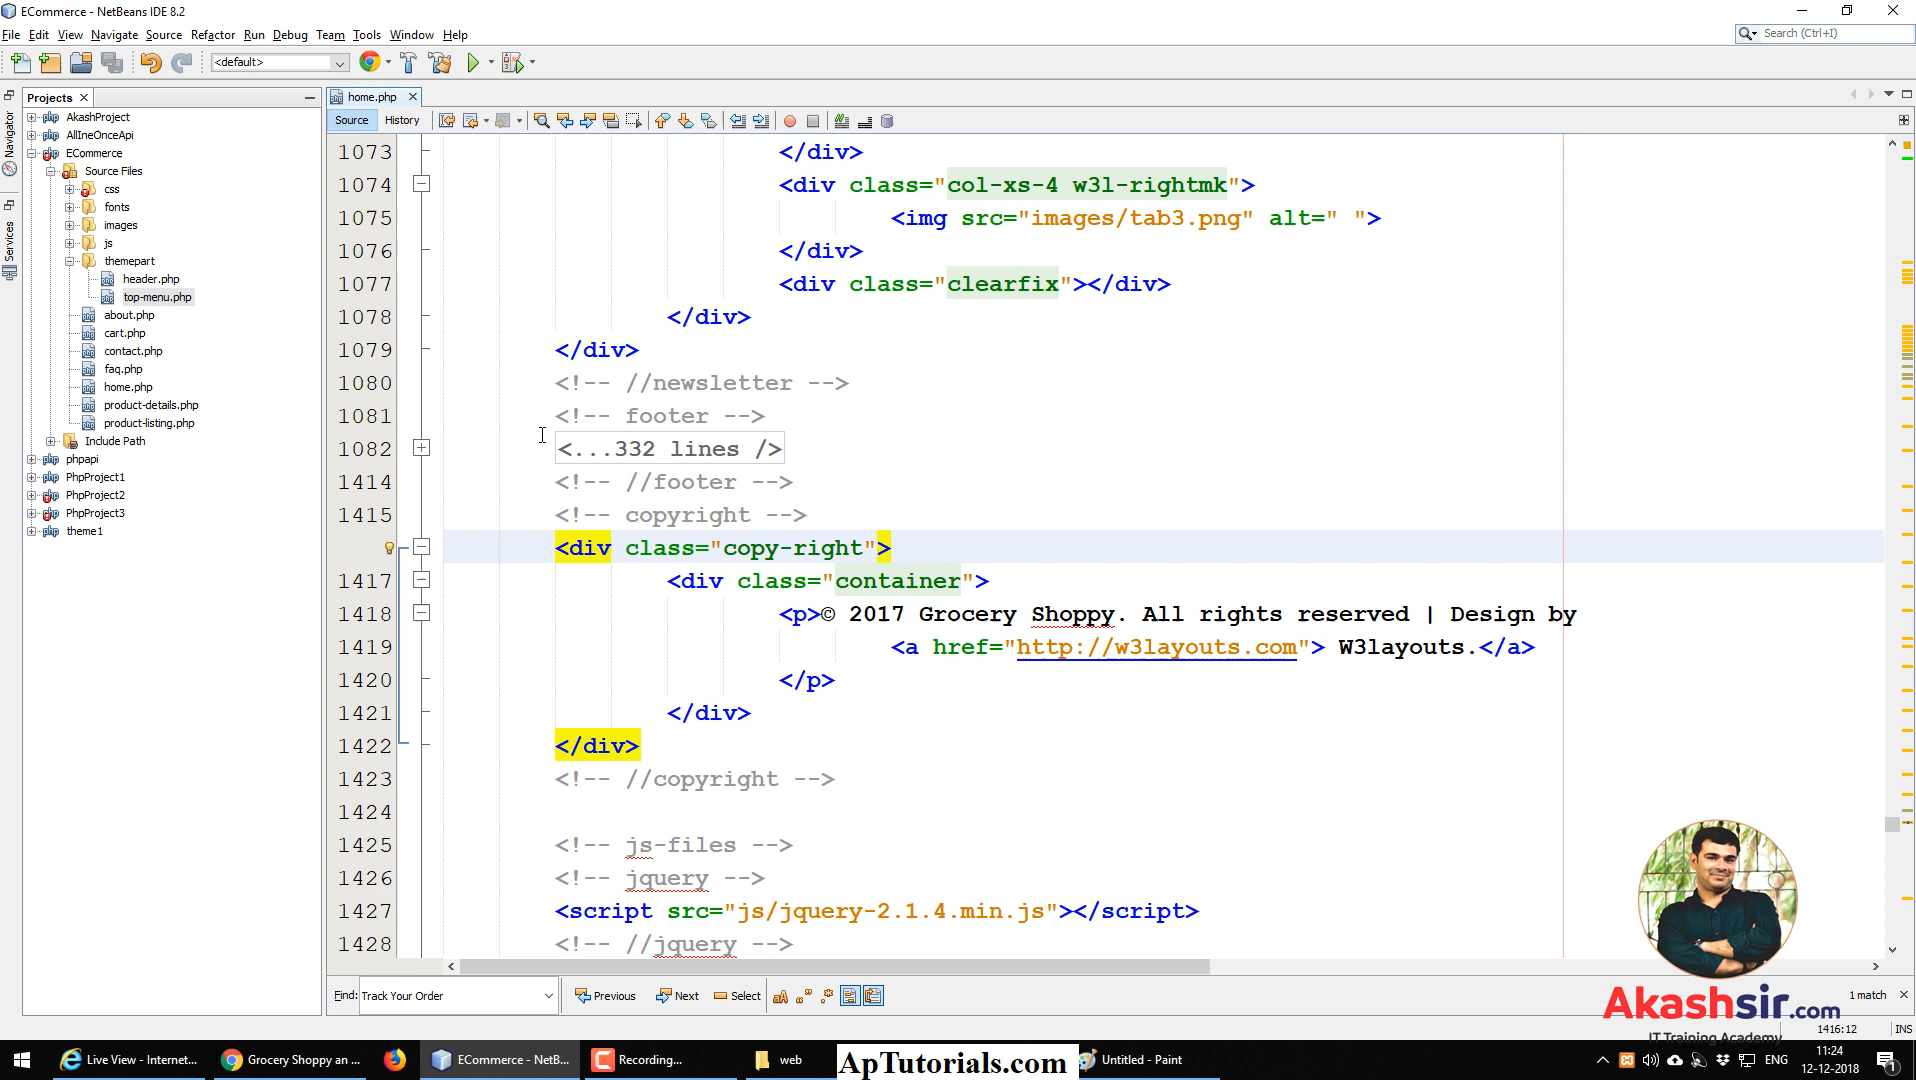 ECommerce - NetBeans IDE 8.2
File Edit View Navigate Source Refactor Run Debug Team Tools Window Help
Search (Ctrl+I)
<default>
Navigator
Services
Projects
AkashProject
AllIneOnceApi
ECommerce
Source Files
css
fonts
images
js
themepart
header.php
top-menu.php
about.php
cart.php
contact.php
faq.php
home.php
product-details.php
product-listing.php
Include Path
phpapi
PhpProject1
PhpProject2
PhpProject3
theme1
home.php
Source History
1073 </div>
1074 <div class="col-xs-4 w3l-rightmk">
1075 <img src="images/tab3.png" alt=" ">
1076 </div>
1077 <div class="clearfix"></div>
1078 </div>
1079 </div>
1080 <!-- //newsletter -->
1081 <!-- footer -->
1082 <...332 lines />
1414 <!-- //footer -->
1415 <!-- copyright -->
<div class="copy-right">
1417 <div class="container">
1418 <p>© 2017 Grocery Shoppy. All rights reserved | Design by
1419 <a href="http://w3layouts.com"> W3layouts.</a>
1420 </p>
1421 </div>
1422 </div>
1423 <!-- //copyright -->
1424
1425 <!-- js-files -->
1426 <!-- jquery -->
1427 <script src="js/jquery-2.1.4.min.js"></script>
1428 <!-- //jquery -->
Find: Track Your Order Previous Next Select 1 match
Akashsir.com
IT Training Academy
1416:12 INS
Live View - Internet... Grocery Shoppy an ... ECommerce - NetB... Recording... web ApTutorials.com Untitled - Paint ENG
11:24
12-12-2018
1